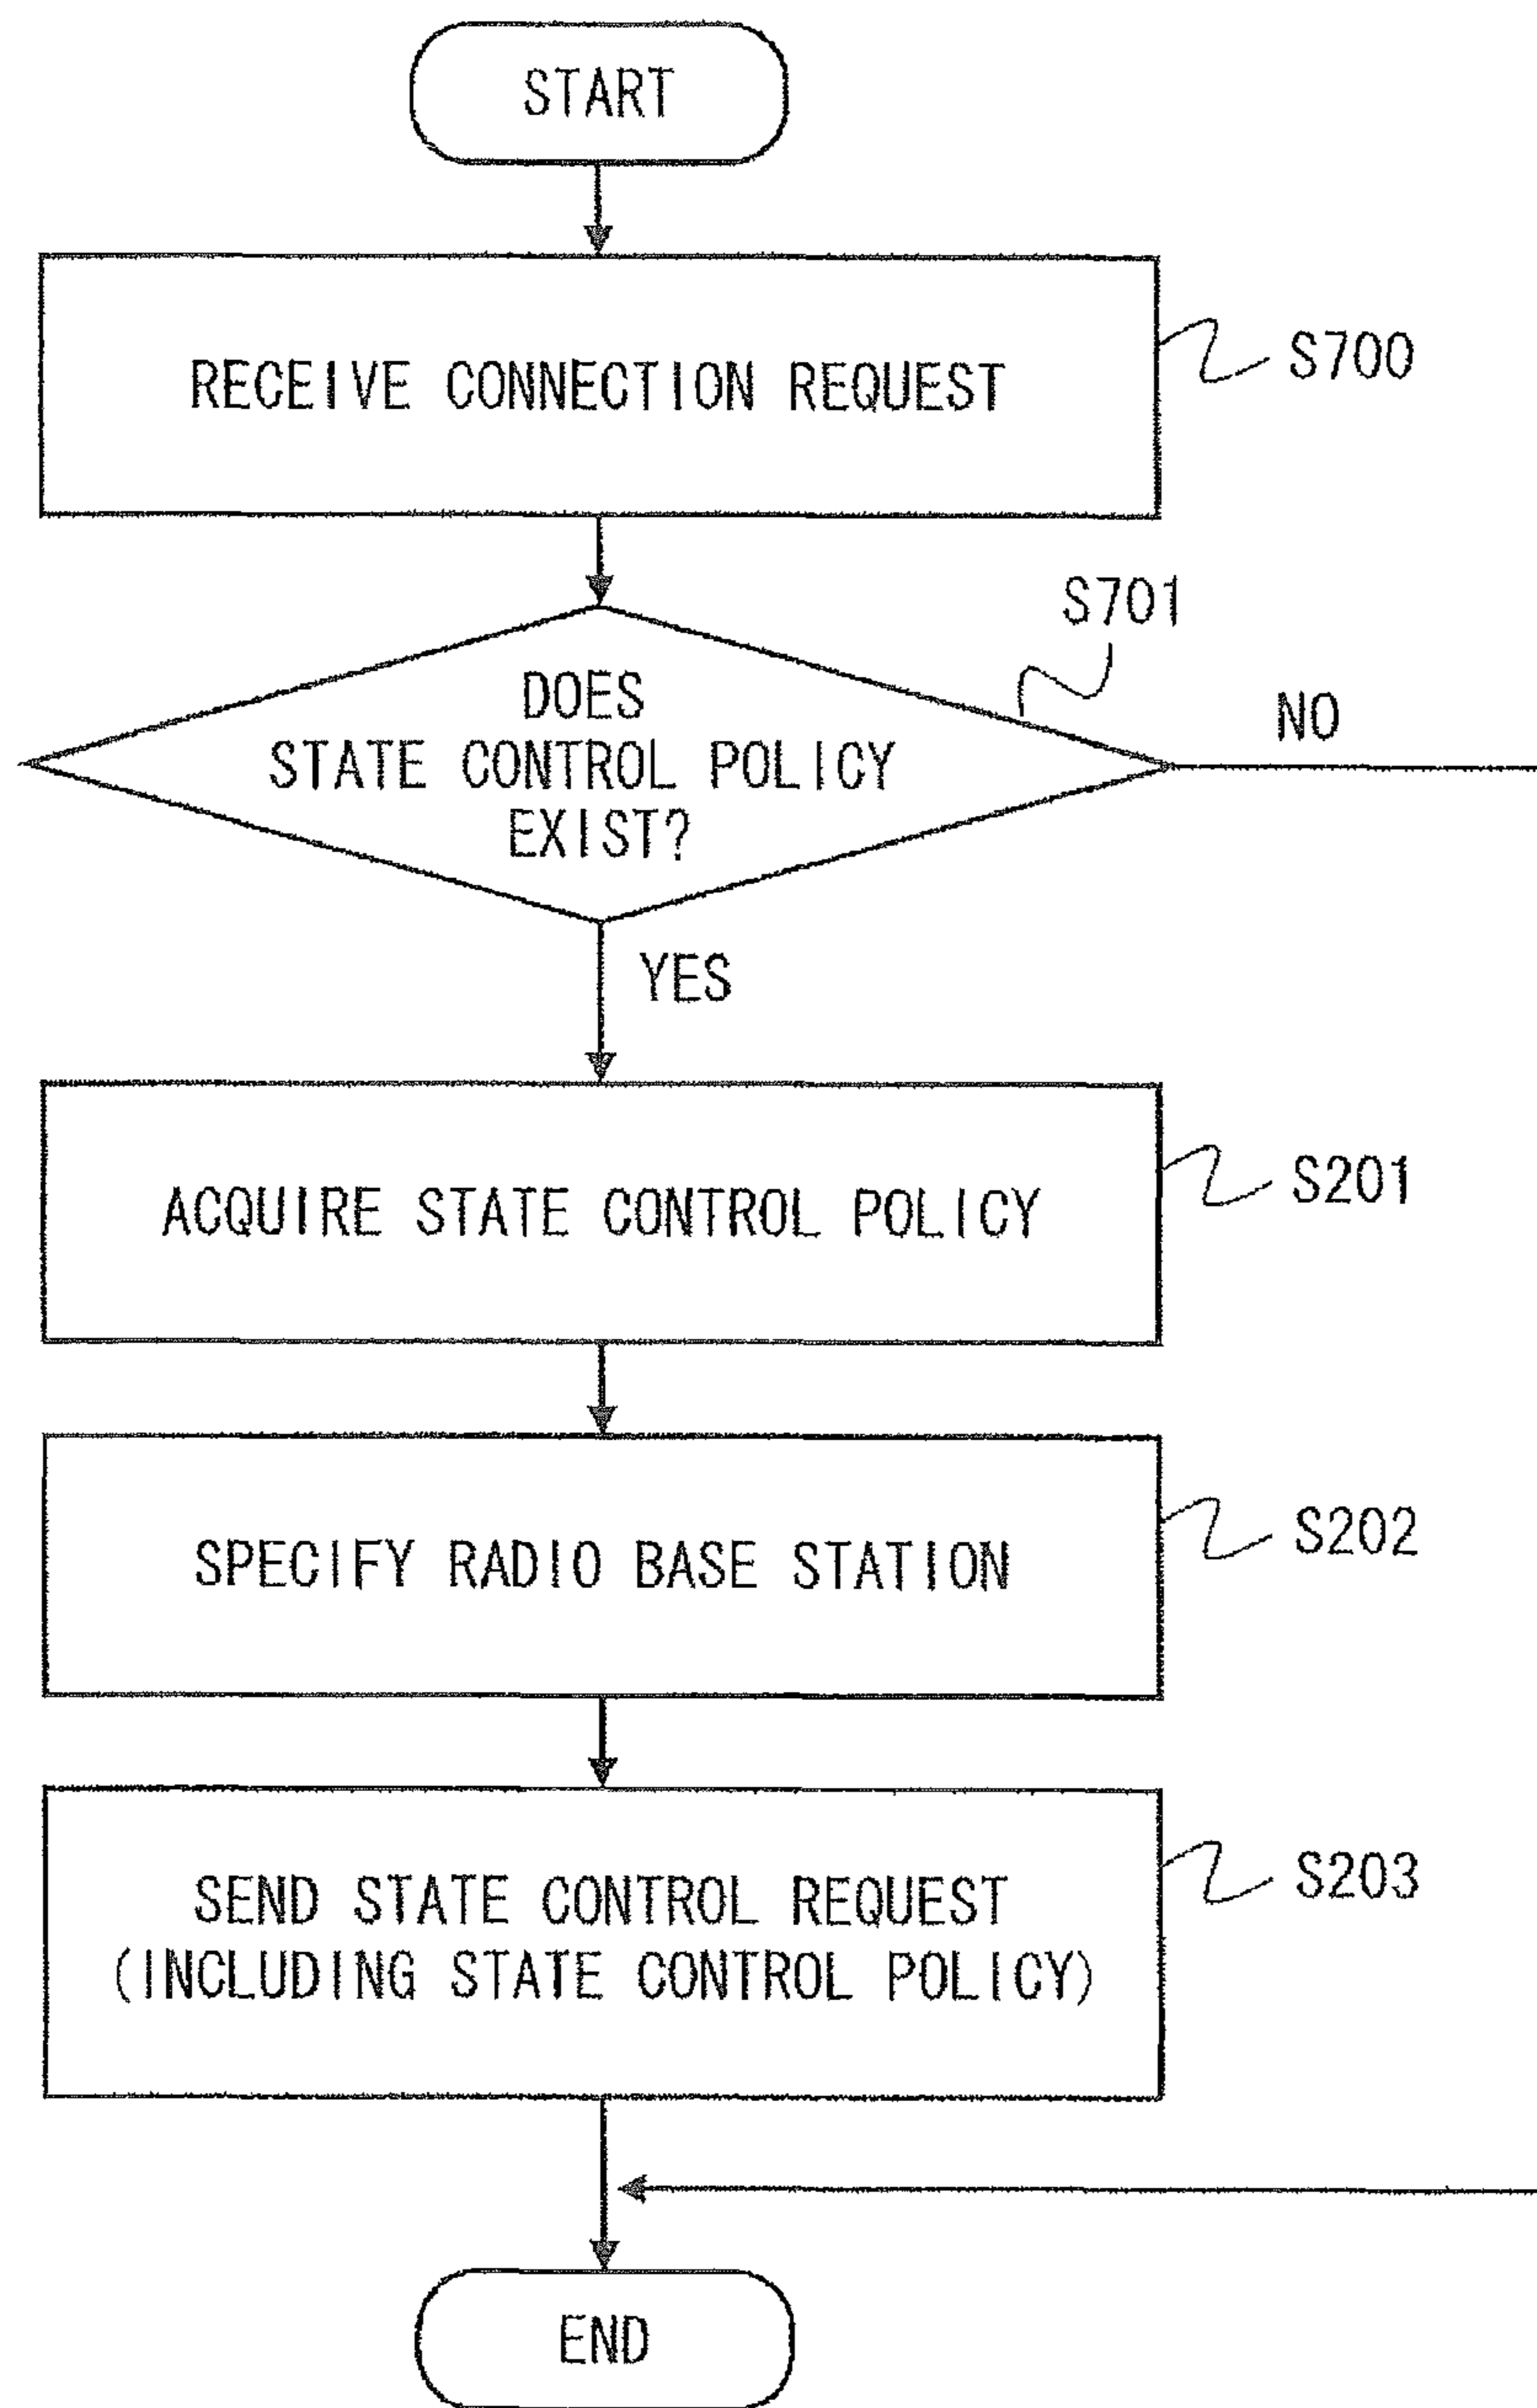 START
RECEIVE CONNECTION REQUEST
S700
S701
DOES
STATE CONTROL POLICY
EXIST?
NO
YES
ACQUIRE STATE CONTROL POLICY
S201
SPECIFY RADIO BASE STATION
S202
SEND STATE CONTROL REQUEST
(INCLUDING STATE CONTROL POLICY)
S203
END